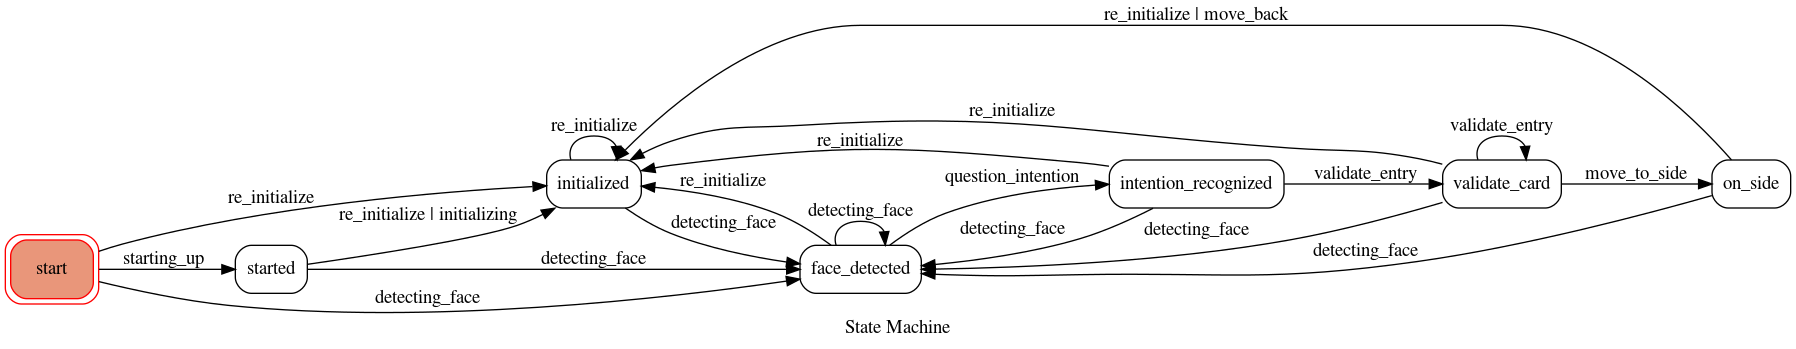 re_initialize | move_back
re_initialize
re_initialize
validate_entry
re_initialize
re_initialize
question_intention
validate_entry
move_to_side
initialized
intention_recognized
validate_card
on_side
re_initialize
re_initialize | initializing
detecting_face
detecting_face
detecting_face
detecting_face
starting_up
detecting_face
detecting_face
start
started
face_detected
detecting_face
State Machine